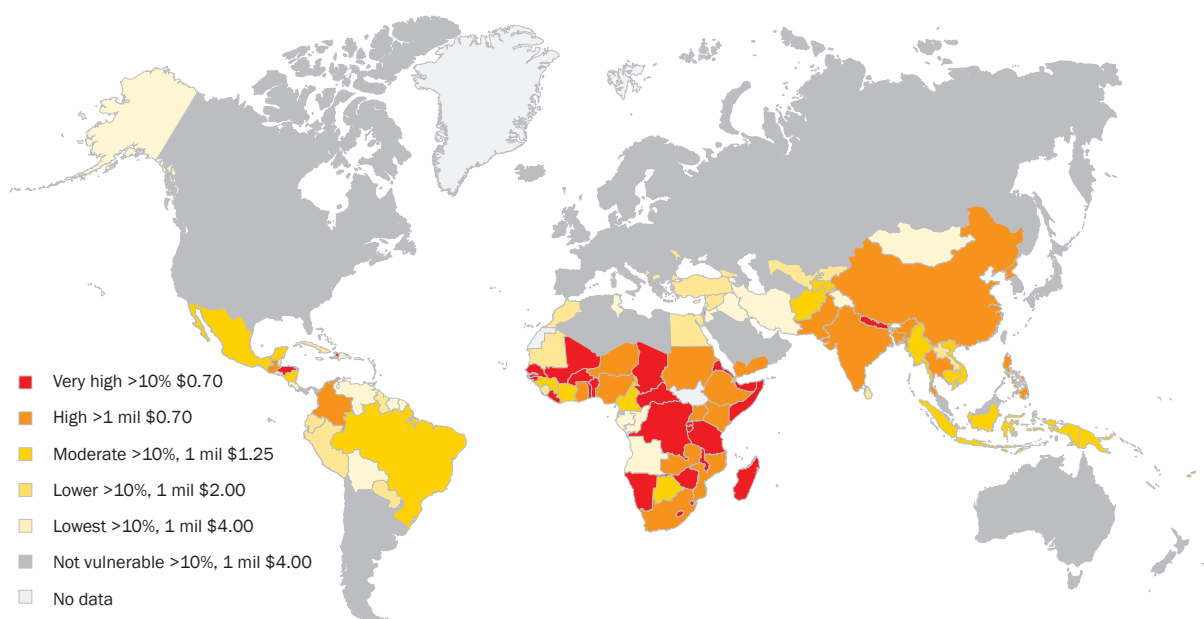 Very high >10% $0.70
High >1 mil $0.70
Moderate >10%, 1 mil $1.25
Lower >10%, 1 mil $2.00
Lowest >10%, 1 mil $4.00
Not vulnerable >10%, 1 mil $4.00
No data